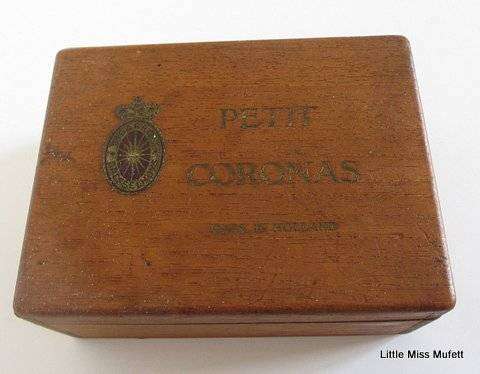 PETIT
CORONAS
MADE IN HOLLAND
Little Miss Mufett